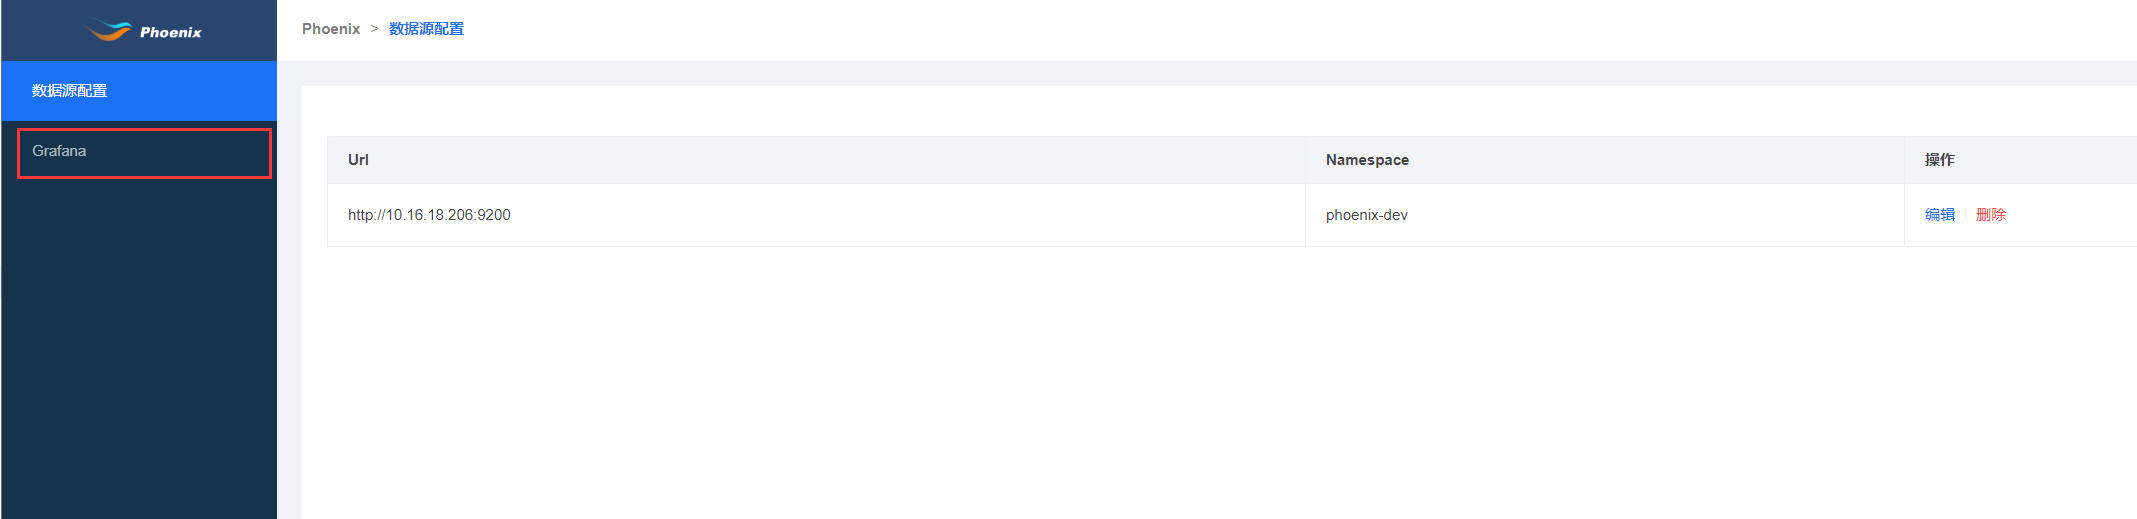 Phoenix
Phoenix > 数据源配置
数据源配置
Grafana
Url Namespace 操作
http://10.16.18.206:9200 phoenix-dev 编辑 删除